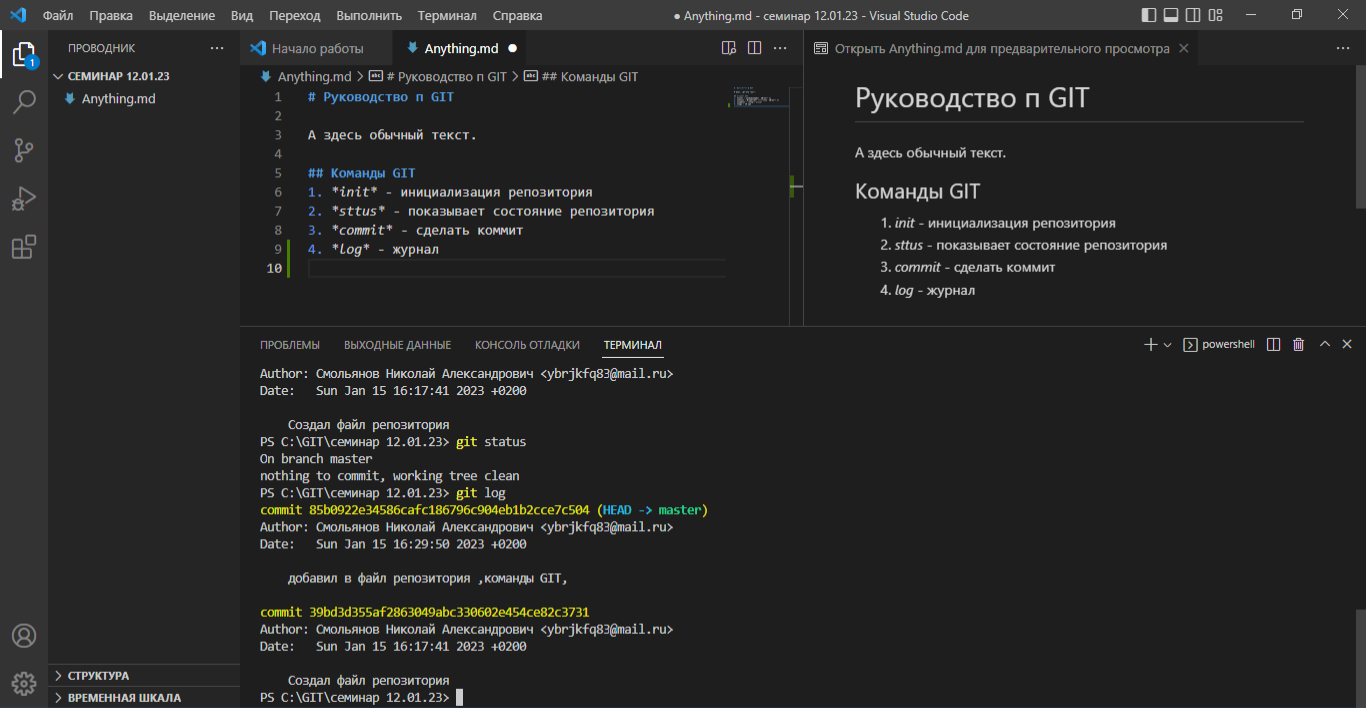 Файл Правка Выделение Вид Переход Выполнить Терминал Справка ● Anything.md - семинар 12.01.23 - Visual Studio Code
ПРОВОДНИК
1
СЕМИНАР 12.01.23
Anything.md
СТРУКТУРА
ВРЕМЕННАЯ ШКАЛА
Начало работы Anything.md
Anything.md > # Руководство п GIT > ## Команды GIT
1 # Руководство п GIT
2
3 А здесь обычный текст.
4
5 ## Команды GIT
6 1. *init* - инициализация репозитория
7 2. *sttus* - показывает состояние репозитория
8 3. *commit* - сделать коммит
9 4. *log* - журнал
10
Открыть Anything.md для предварительного просмотра
Руководство п GIT
А здесь обычный текст.
Команды GIT
1. init - инициализация репозитория
2. sttus - показывает состояние репозитория
3. commit - сделать коммит
4. log - журнал
ПРОБЛЕМЫ ВЫХОДНЫЕ ДАННЫЕ КОНСОЛЬ ОТЛАДКИ ТЕРМИНАЛ powershell
Author: Смольянов Николай Александрович <ybrjkfq83@mail.ru>
Date: Sun Jan 15 16:17:41 2023 +0200
Создал файл репозитория
PS C:\GIT\семинар 12.01.23> git status
On branch master
nothing to commit, working tree clean
PS C:\GIT\семинар 12.01.23> git log
commit 85b0922e34586cafc186796c904eb1b2cce7c504 (HEAD -> master)
Author: Смольянов Николай Александрович <ybrjkfq83@mail.ru>
Date: Sun Jan 15 16:29:50 2023 +0200
добавил в файл репозитория ,команды GIT,
commit 39bd3d355af2863049abc330602e454ce82c3731
Author: Смольянов Николай Александрович <ybrjkfq83@mail.ru>
Date: Sun Jan 15 16:17:41 2023 +0200
Создал файл репозитория
PS C:\GIT\семинар 12.01.23>